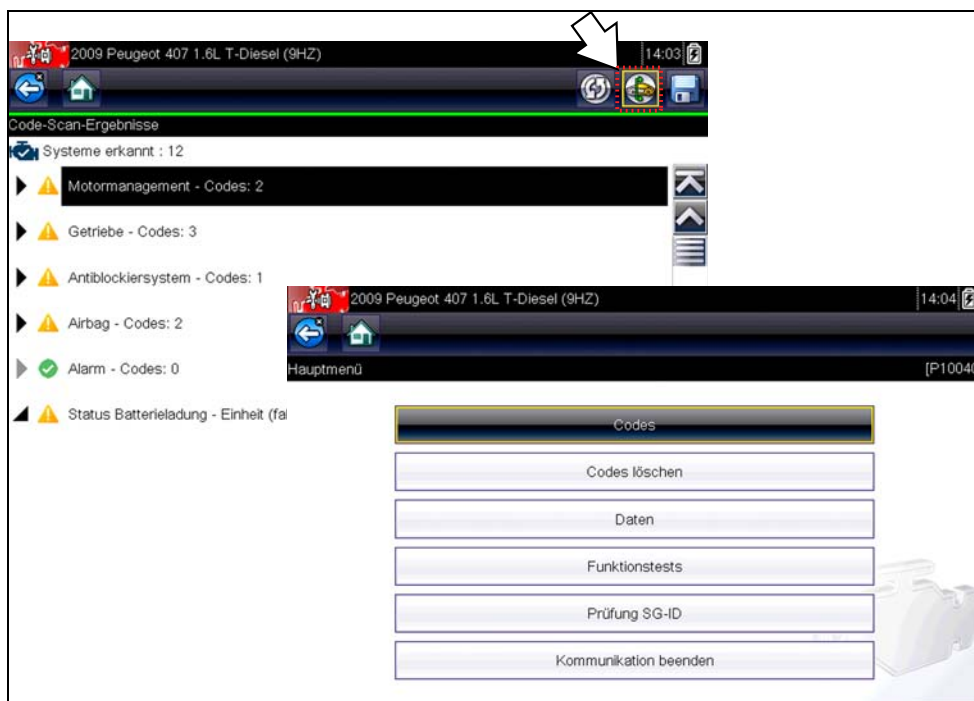 2009 Peugeot 407 1.6L T-Diesel (9HZ) 14:03
Code-Scan-Ergebnisse
Systeme erkannt : 12
Motormanagement - Codes: 2
Getriebe - Codes: 3
Antiblockiersystem - Codes: 1
Airbag - Codes: 2
Alarm - Codes: 0
Status Batterieladung - Einheit (fal
2009 Peugeot 407 1.6L T-Diesel (9HZ) 14:04
Hauptmenü [P10040
Codes
Codes löschen
Daten
Funktionstests
Prüfung SG-ID
Kommunikation beenden